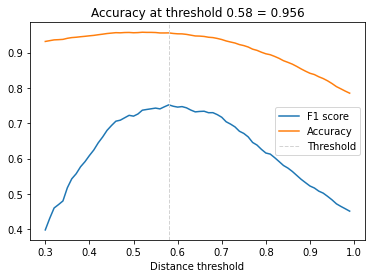 Accuracy at threshold 0.58 = 0.956
0.9
0.8
0.7
0.6
0.5
0.4
F1 score
Accuracy
Threshold
0.3 0.4 0.5 0.6 0.7 0.8 0.9 1.0
Distance threshold